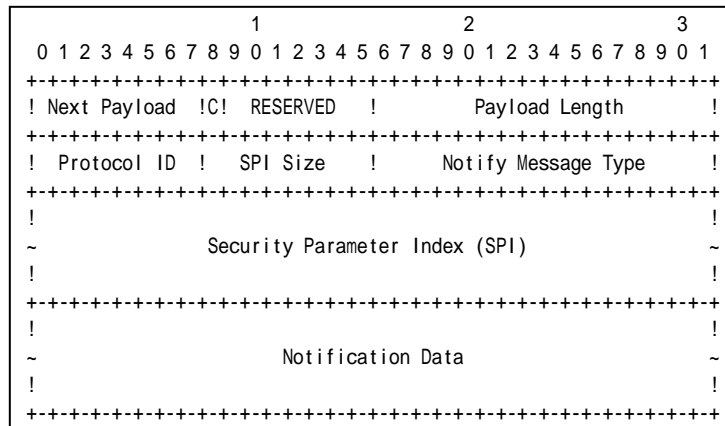 1                   2                   3
 0 1 2 3 4 5 6 7 8 9 0 1 2 3 4 5 6 7 8 9 0 1 2 3 4 5 6 7 8 9 0 1
+-+-+-+-+-+-+-+-+-+-+-+-+-+-+-+-+-+-+-+-+-+-+-+-+-+-+-+-+-+-+-+-+
! Next Payload  !C!  RESERVED   !         Payload Length        !
+-+-+-+-+-+-+-+-+-+-+-+-+-+-+-+-+-+-+-+-+-+-+-+-+-+-+-+-+-+-+-+-+
!  Protocol ID  !   SPI Size    !      Notify Message Type      !
+-+-+-+-+-+-+-+-+-+-+-+-+-+-+-+-+-+-+-+-+-+-+-+-+-+-+-+-+-+-+-+-+
!                                                               !
~                Security Parameter Index (SPI)                 ~
!                                                               !
+-+-+-+-+-+-+-+-+-+-+-+-+-+-+-+-+-+-+-+-+-+-+-+-+-+-+-+-+-+-+-+-+
!                                                               !
~                       Notification Data                       ~
!                                                               !
+-+-+-+-+-+-+-+-+-+-+-+-+-+-+-+-+-+-+-+-+-+-+-+-+-+-+-+-+-+-+-+-+